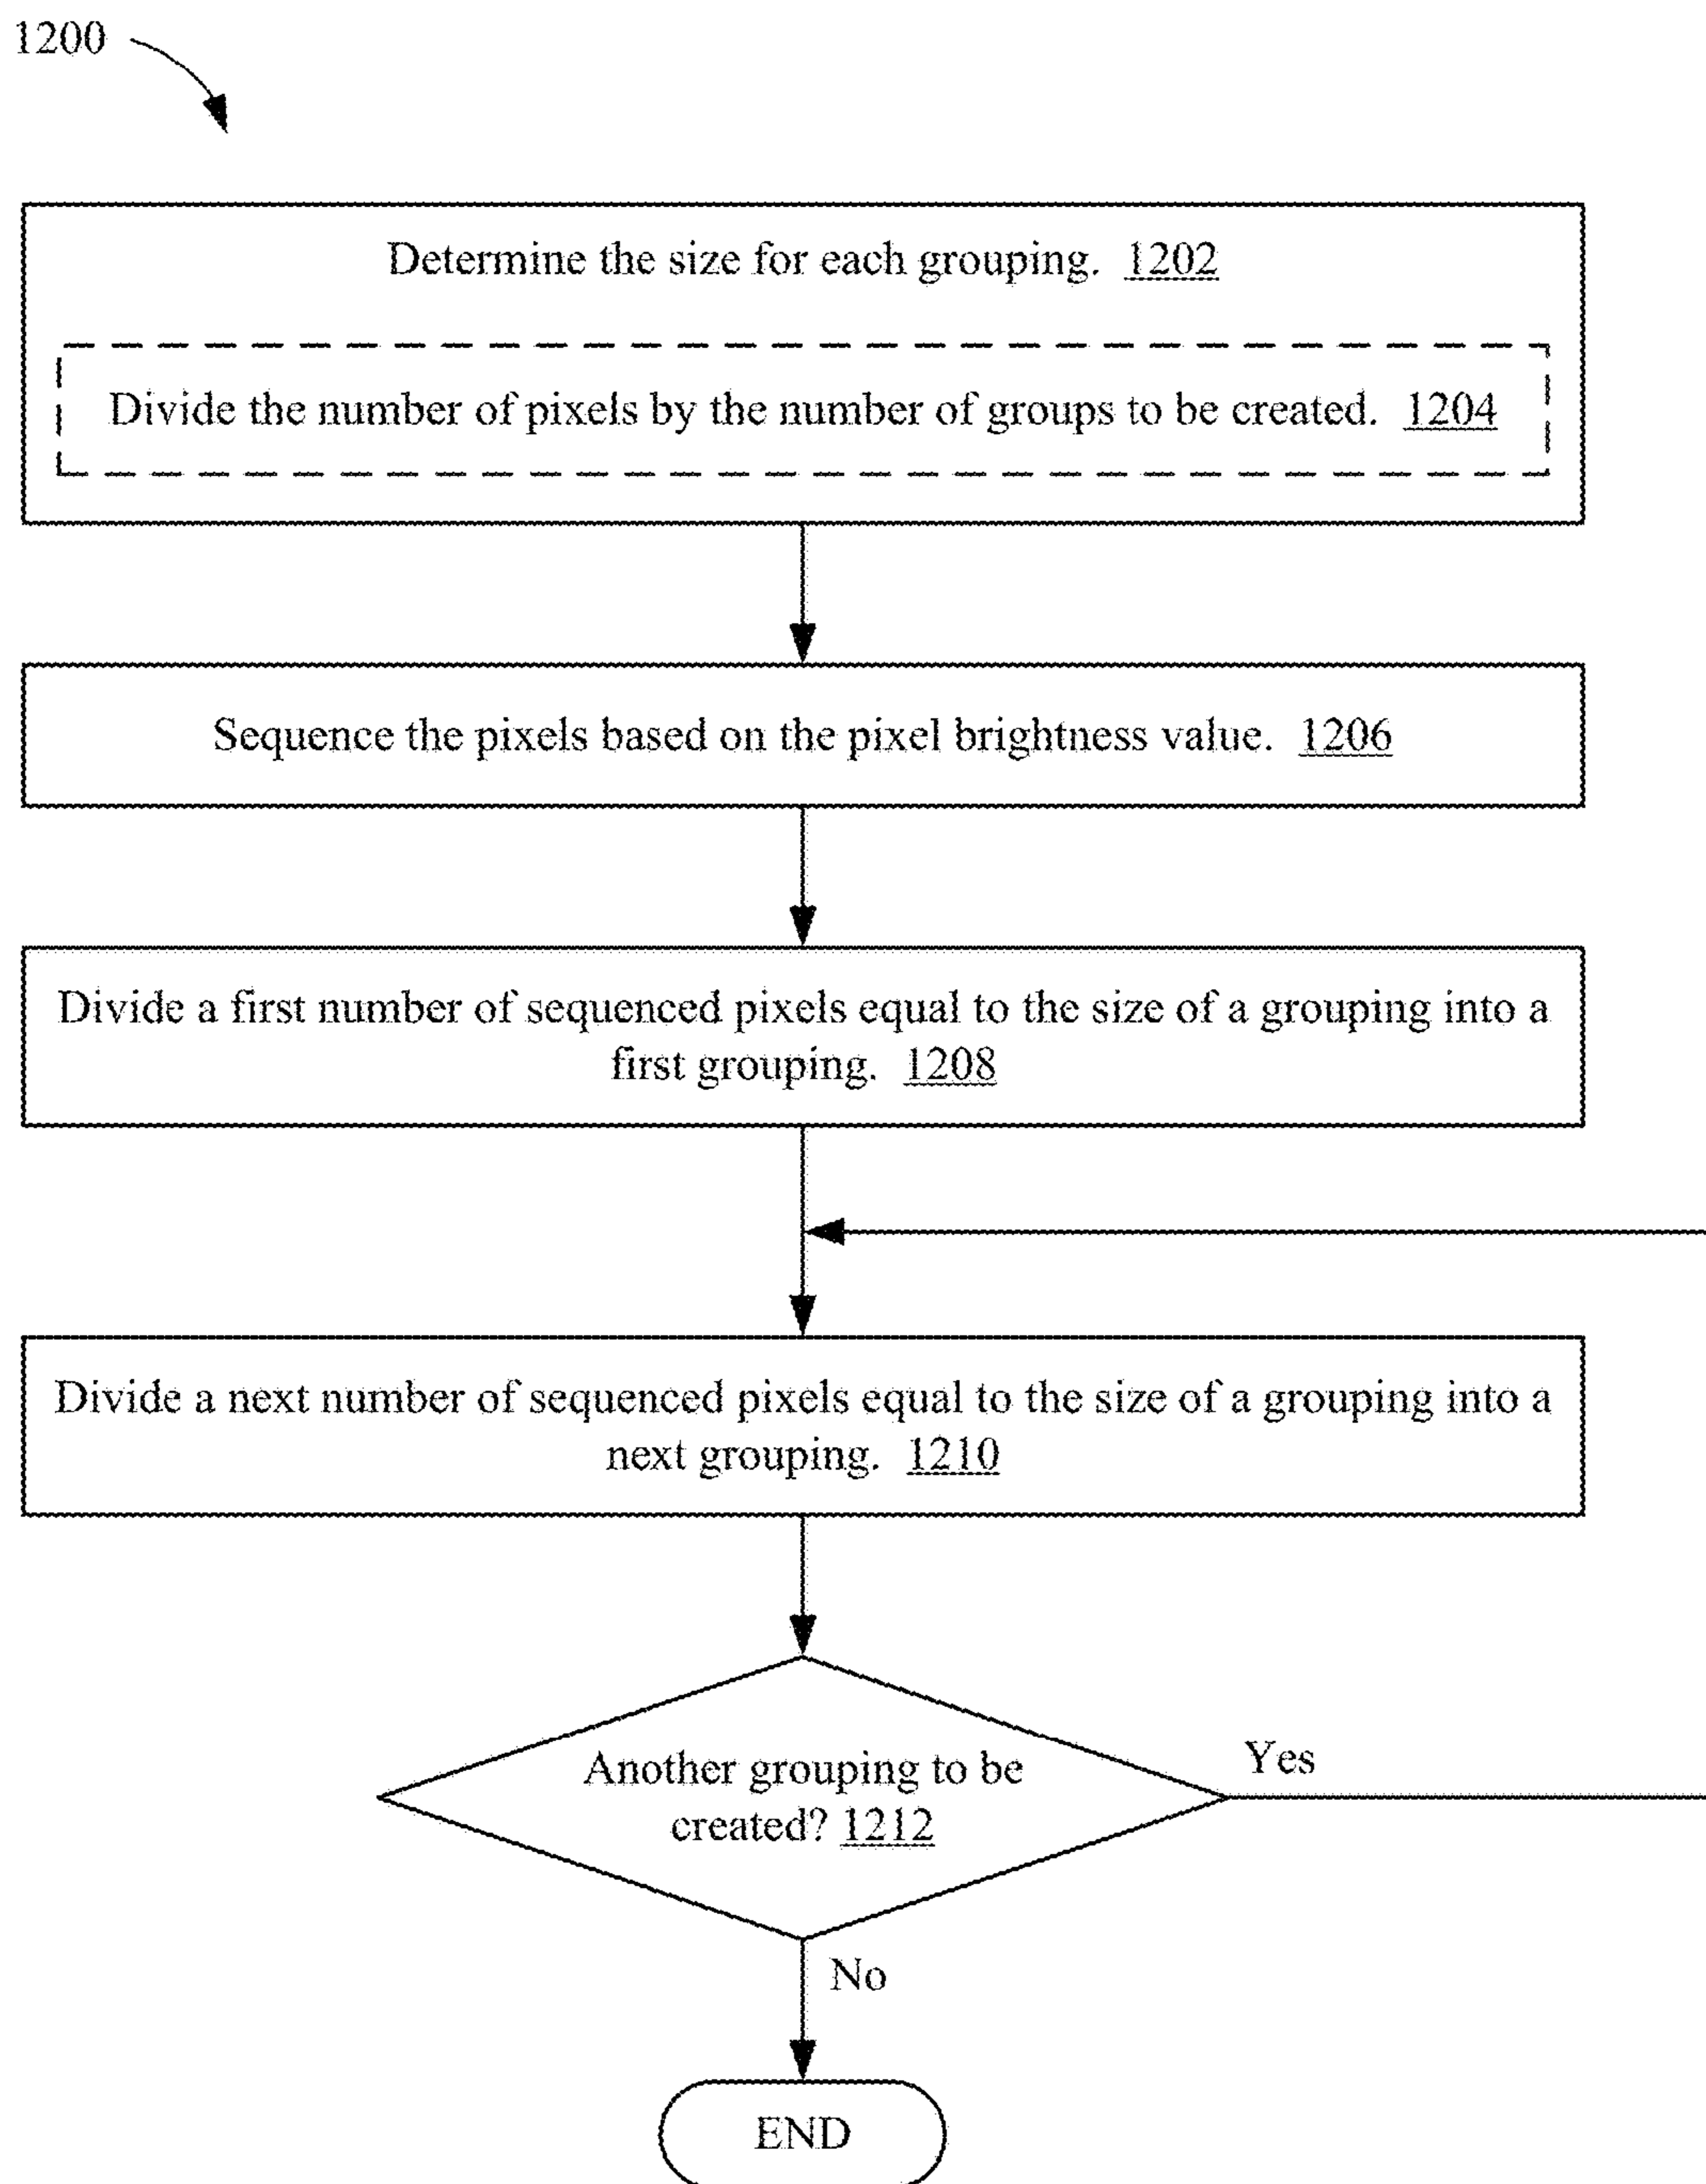 1200
Determine the size for each grouping. 1202
Divide the number of pixels by the number of groups to be created. 1204
Sequence the pixels based on the pixel brightness value. 1206
Divide a first number of sequenced pixels equal to the size of a grouping into a
first grouping. 1208
Divide a next number of sequenced pixels equal to the size of a grouping into a
next grouping. 1210
Another grouping to be
created? 1212
Yes
No
END